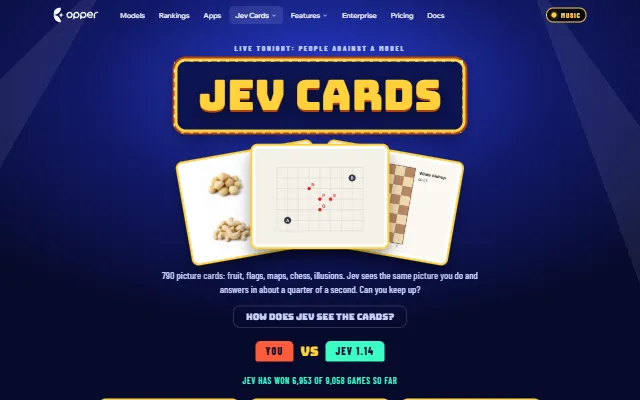 opper
Models Rankings Apps Jev Cards Features Enterprise Pricing Docs
MUSIC
LIVE TONIGHT: PEOPLE AGAINST A MODEL
JEV CARDS
B
A
790 picture cards: fruit, flags, maps, chess, illusions. Jev sees the same picture you do and
answers in about a quarter of a second. Can you keep up?
HOW DOES JEV SEE THE CARDS?
YOU VS JEV 1.14
JEV HAS WON 6,953 OF 9,058 GAMES SO FAR